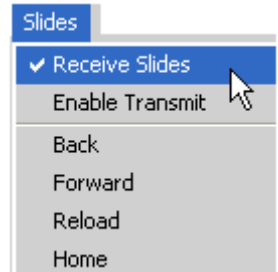 Slides
Receive Slides
Enable Transmit
Back
Forward
Reload
Home